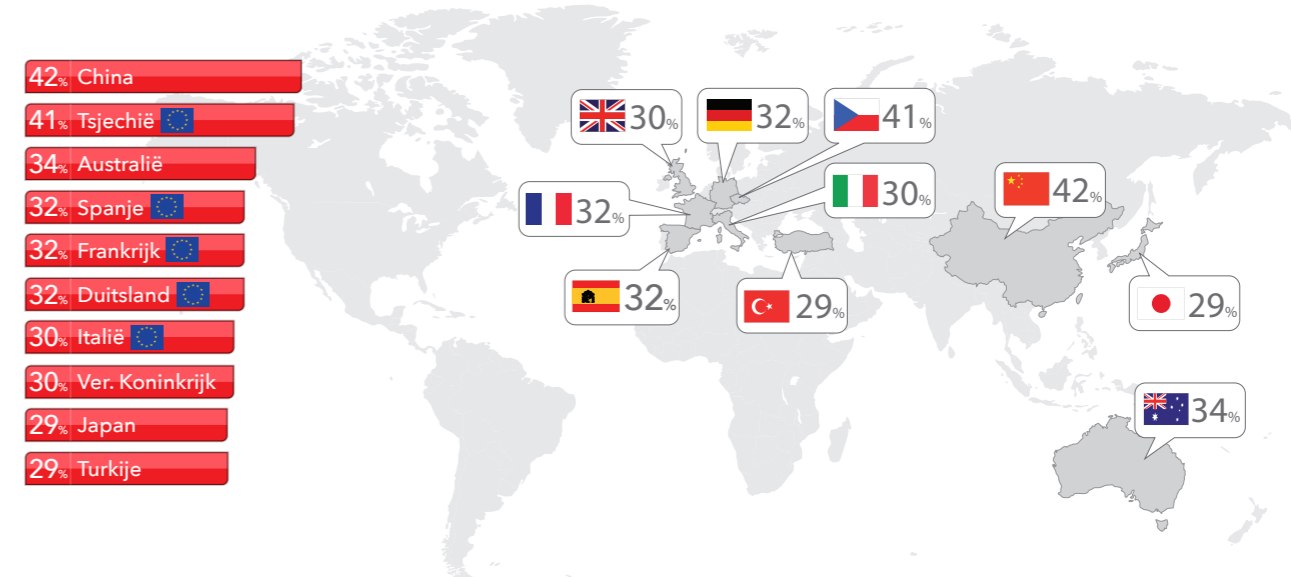 42% China
41% Tsjechië
34% Australië
32% Spanje
32% Frankrijk
32% Duitsland
30% Italië
30% Ver. Koninkrijk
29% Japan
29% Turkije
30%
32%
41%
32%
30%
42%
32%
29%
29%
34%